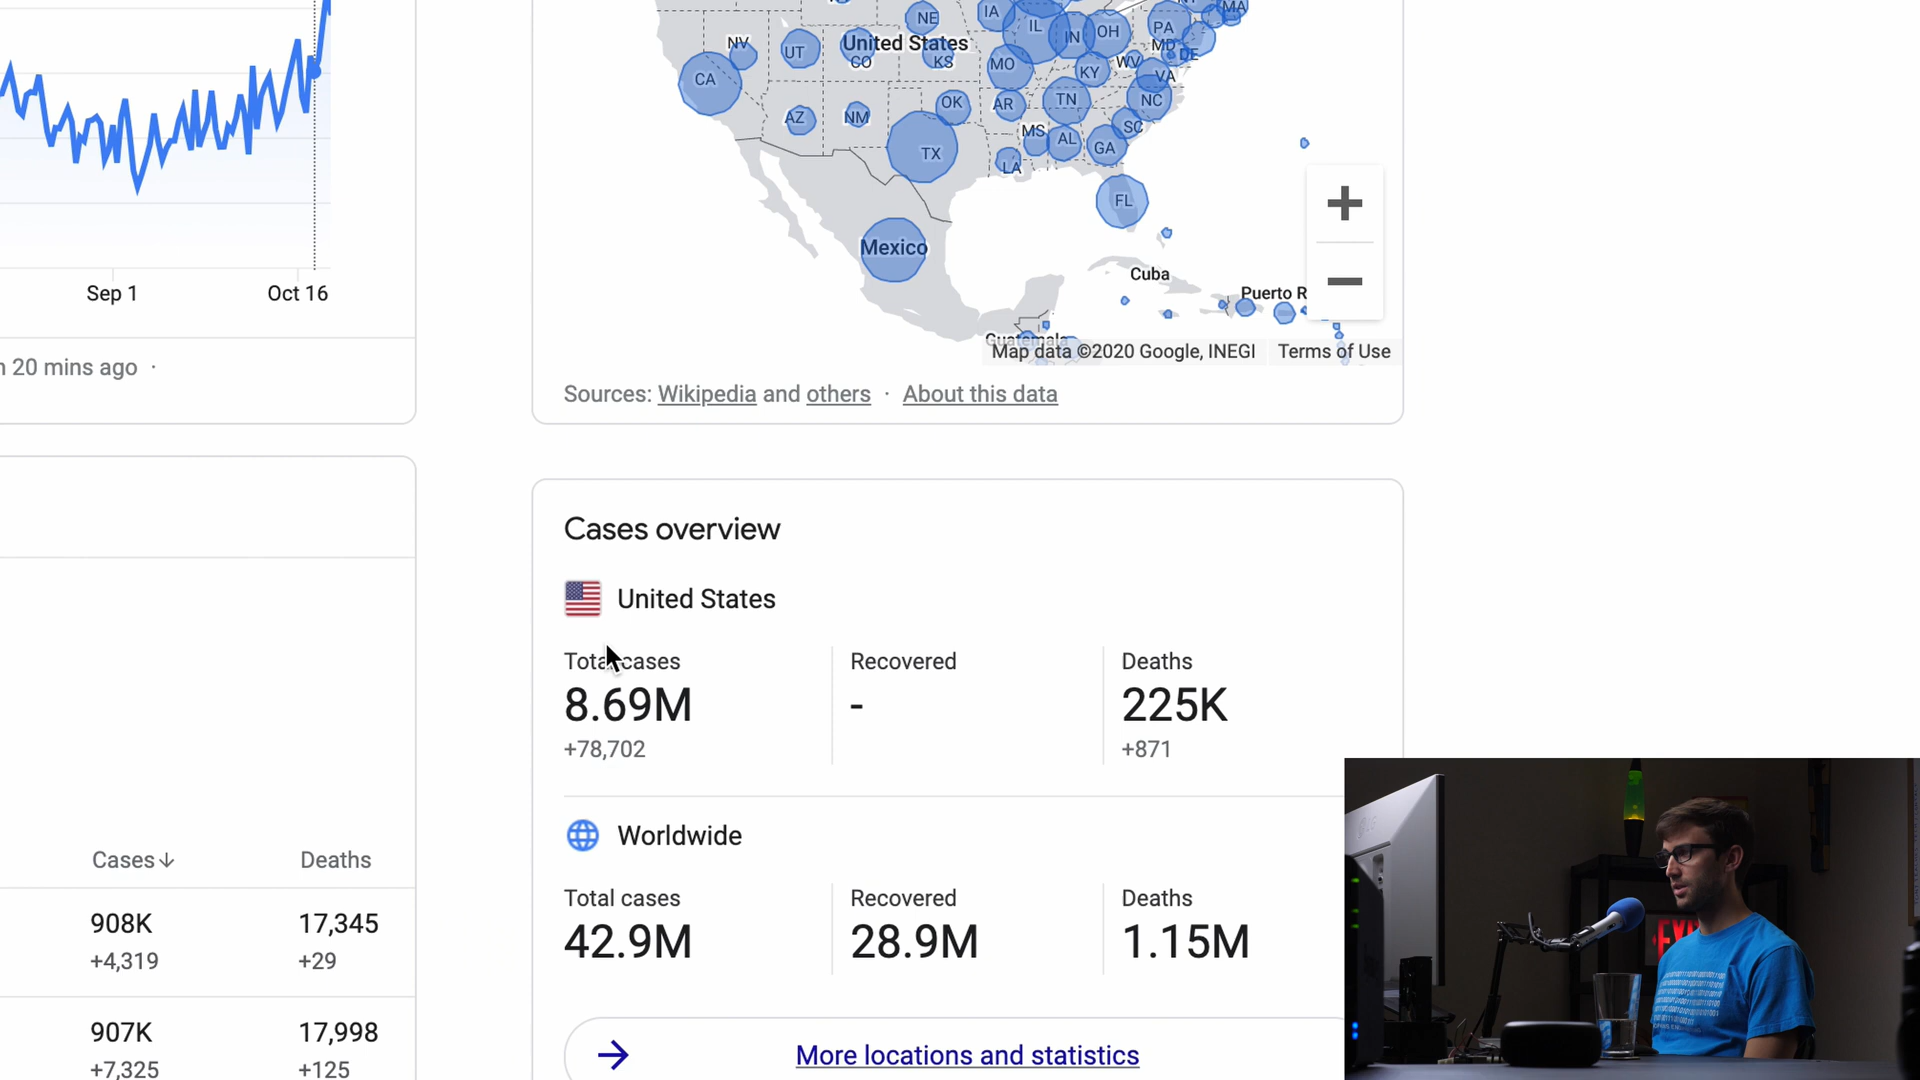 Sep 1
Oct 16
20 mins ago ·
NE
IA
IL
IN
OH
PA
MA
MD
DE
NV
UT
United States
CO
KS
MO
KY
WV
VA
CA
AZ
NM
OK
AR
TN
NC
MS
AL
GA
SC
TX
LA
FL
Mexico
Cuba
Puerto R
Guatemala
Map data ©2020 Google, INEGI
Terms of Use
Sources: Wikipedia and others · About this data
Cases overview
United States
Total cases
Recovered
Deaths
8.69M
-
225K
+78,702
+871
Worldwide
Total cases
Recovered
Deaths
42.9M
28.9M
1.15M
More locations and statistics
Cases
Deaths
908K
17,345
+4,319
+29
907K
17,998
+7,325
+125